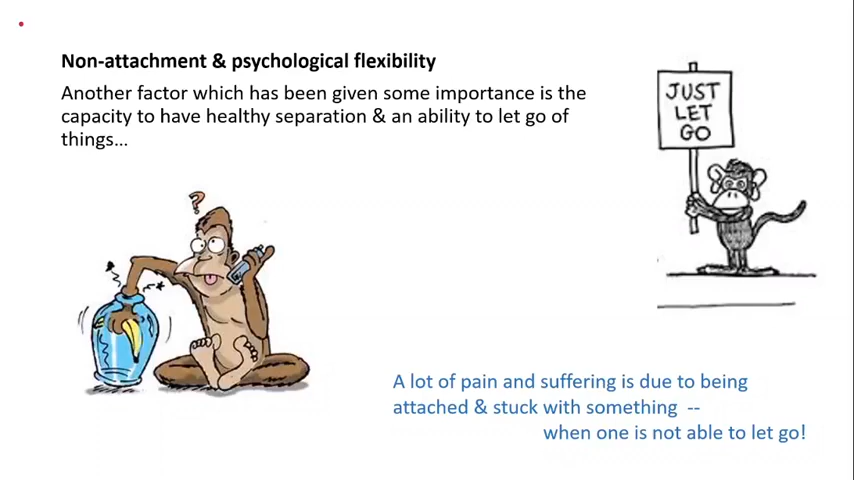 Non-attachment & psychological flexibility
Another factor which has been given some importance is the
capacity to have healthy separation & an ability to let go of
things...
JUST
LET
GO
?
A lot of pain and suffering is due to being
attached & stuck with something --
when one is not able to let go!